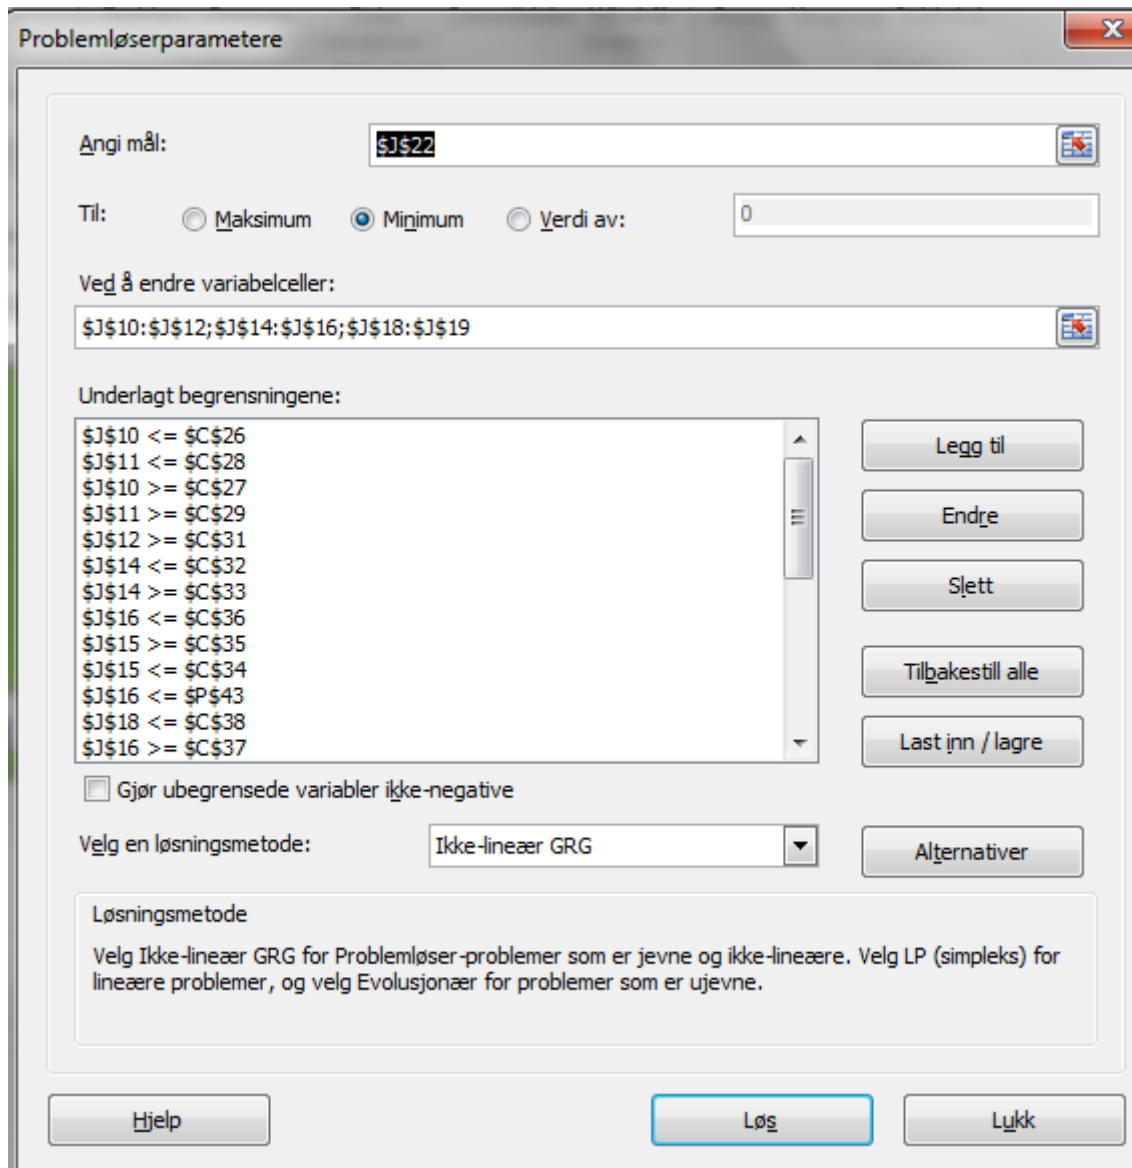 Problemløserparametere
Angi mål:
$J$22
Til:
Maksimum
Minimum
Verdi av:
0
Ved å endre variabelceller:
$J$10:$J$12;$J$14:$J$16;$J$18:$J$19
Underlagt begrensningene:
$J$10 <= $C$26
$J$11 <= $C$28
$J$10 >= $C$27
$J$11 >= $C$29
$J$12 >= $C$31
$J$14 <= $C$32
$J$14 >= $C$33
$J$16 <= $C$36
$J$15 >= $C$35
$J$15 <= $C$34
$J$16 <= $P$43
$J$18 <= $C$38
$J$16 >= $C$37
Legg til
Endre
Slett
Tilbakestill alle
Last inn / lagre
Gjør ubegrensede variabler ikke-negative
Velg en løsningsmetode:
Ikke-lineær GRG
Alternativer
Løsningsmetode
Velg Ikke-lineær GRG for Problemløser-problemer som er jevne og ikke-lineære. Velg LP (simpleks) for
lineære problemer, og velg Evolusjonær for problemer som er ujevne.
Hjelp
Løs
Lukk